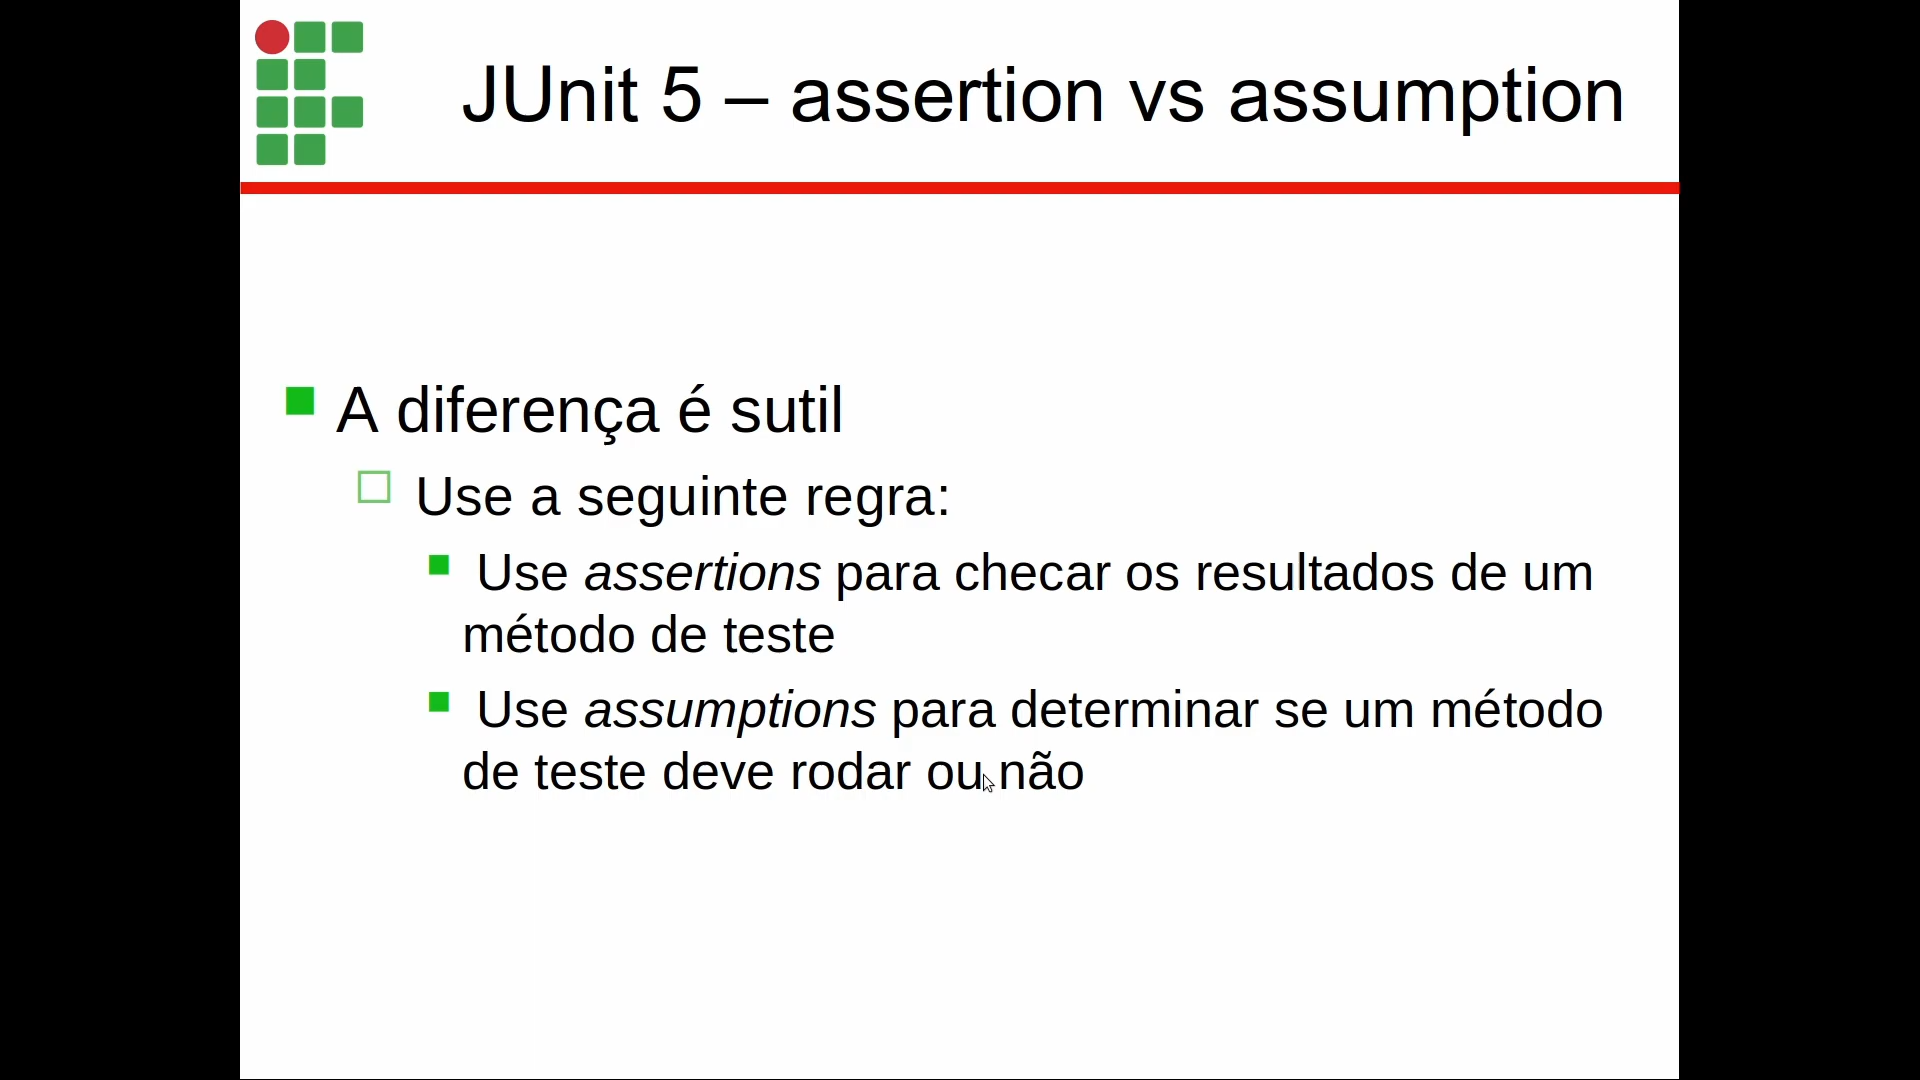 JUnit 5 – assertion vs assumption
A diferença é sutil
Use a seguinte regra:
Use assertions para checar os resultados de um
método de teste
Use assumptions para determinar se um método
de teste deve rodar ou não